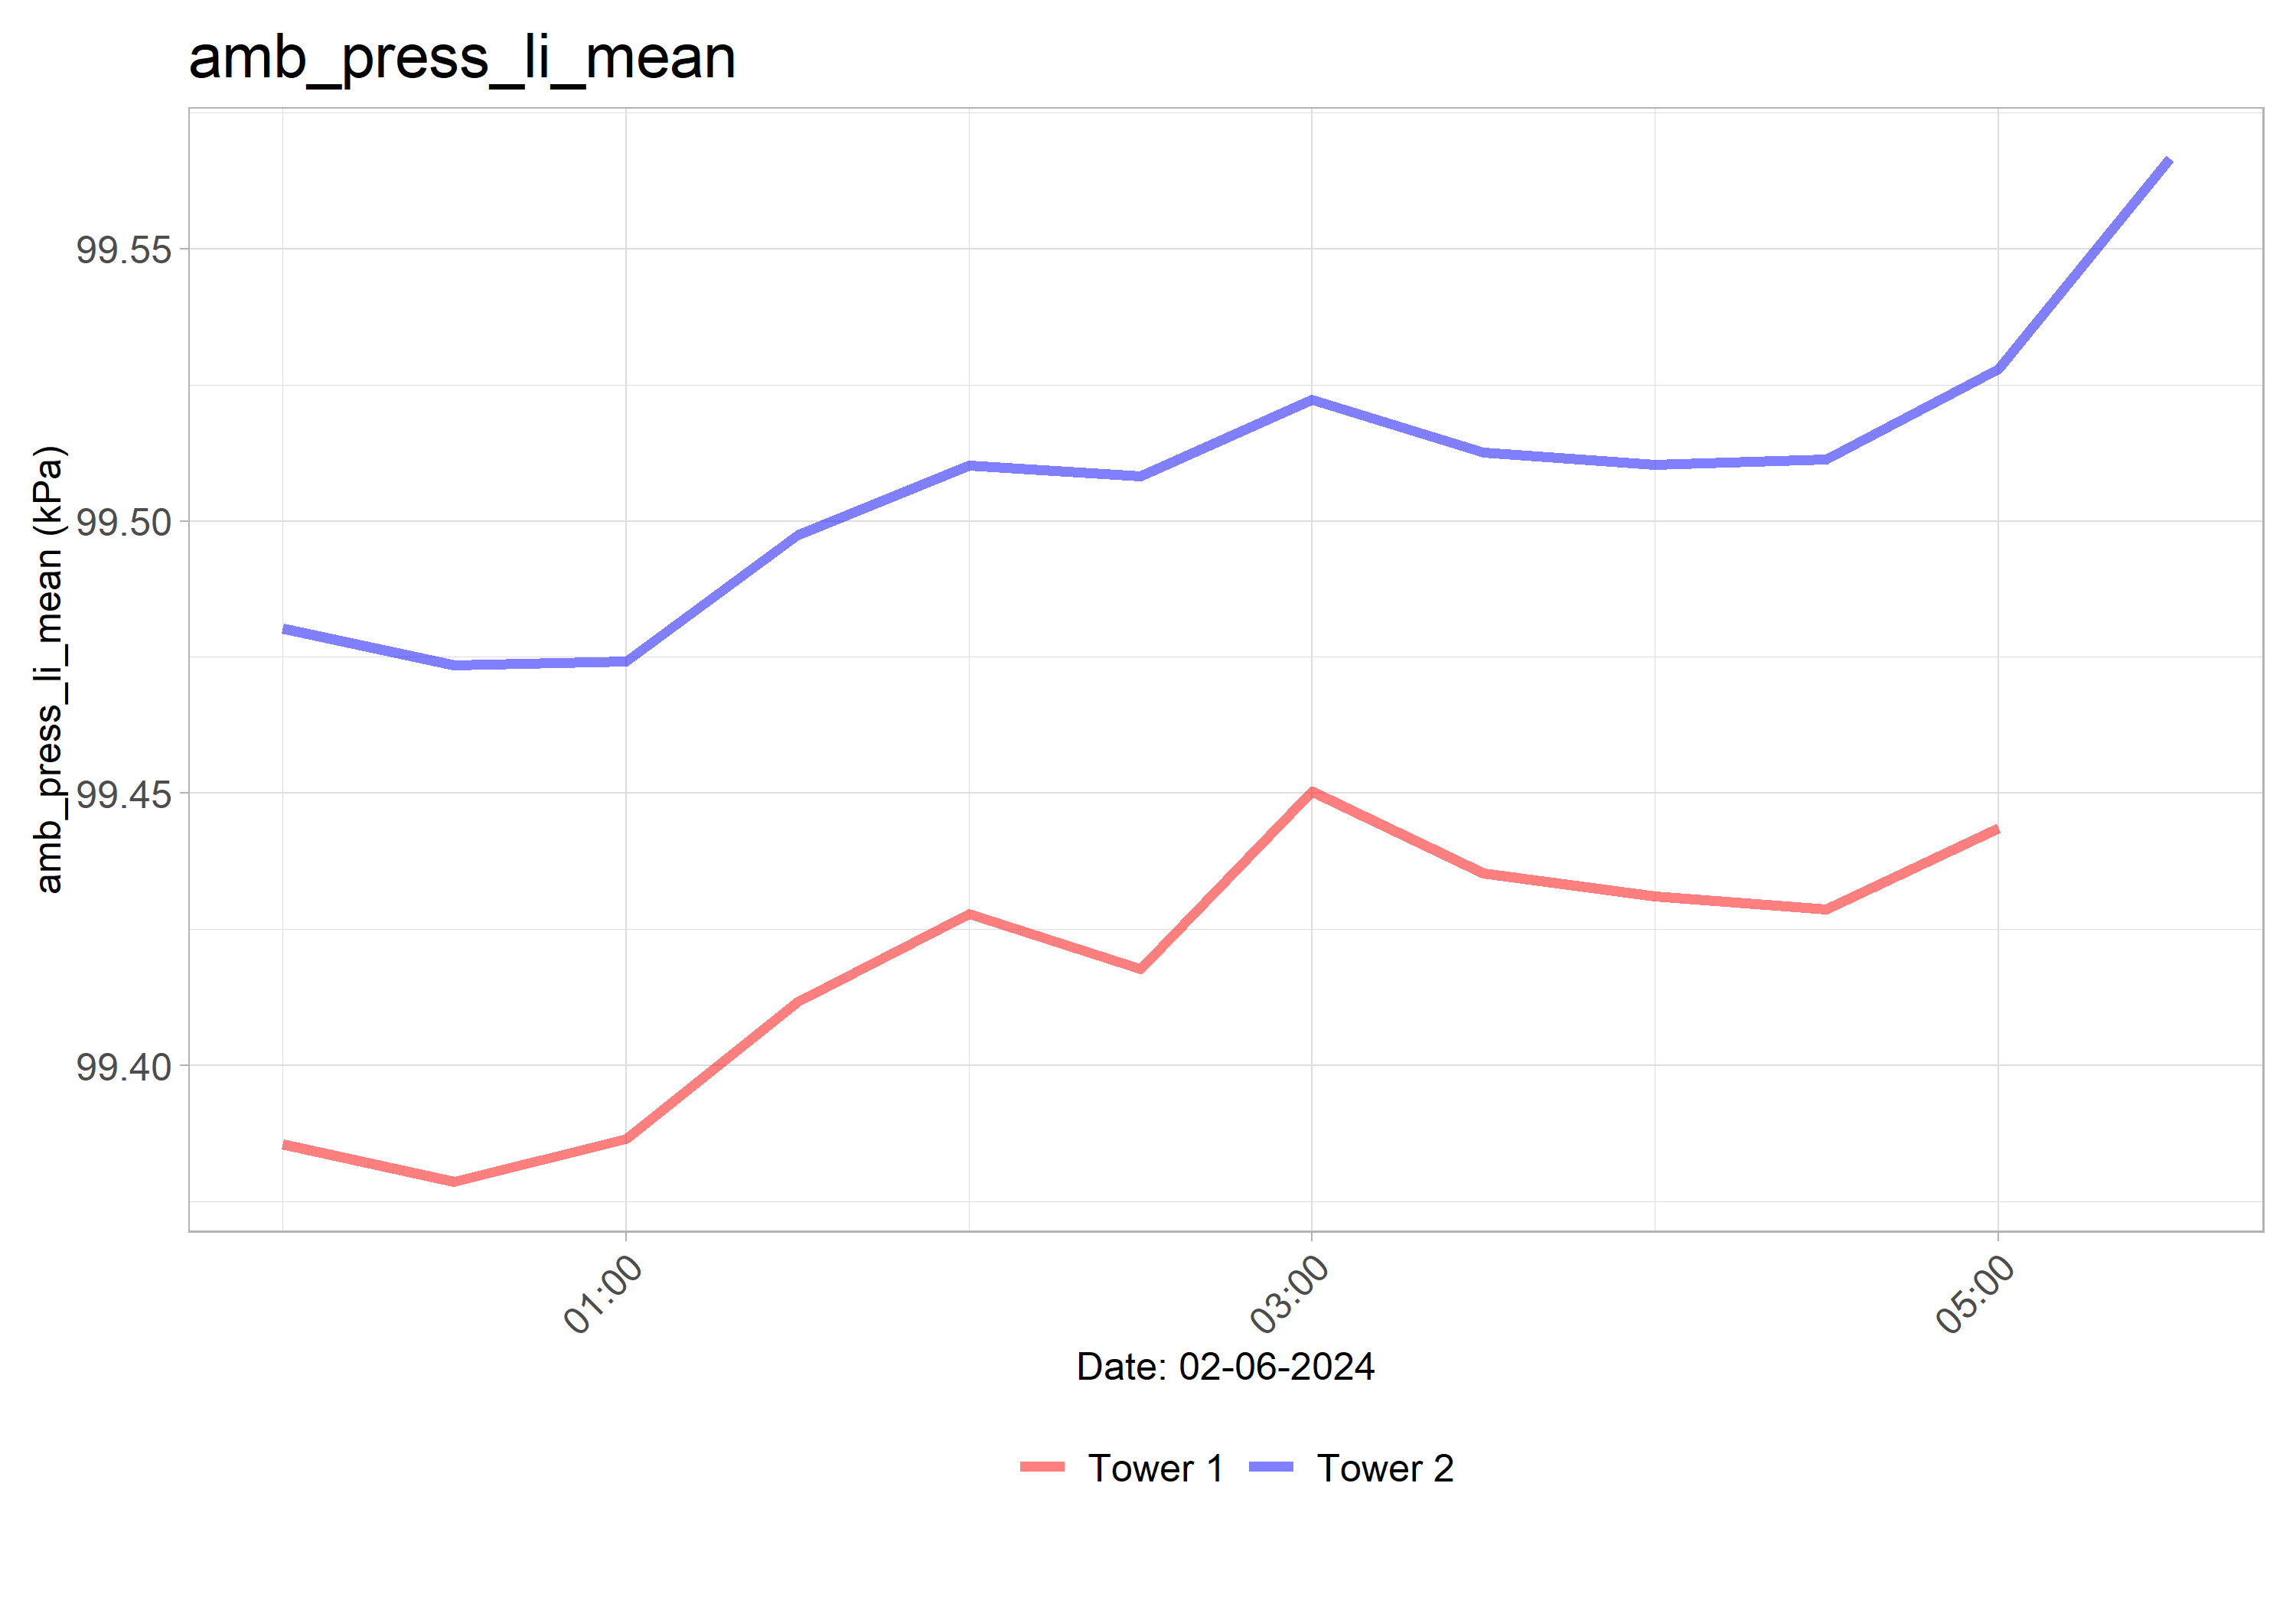 amb_press_li_mean
amb_press_li_mean (kPa)
99.55
99.50
99.45
99.40
01:00
03:00
05:00
Date: 02-06-2024
Tower 1
Tower 2